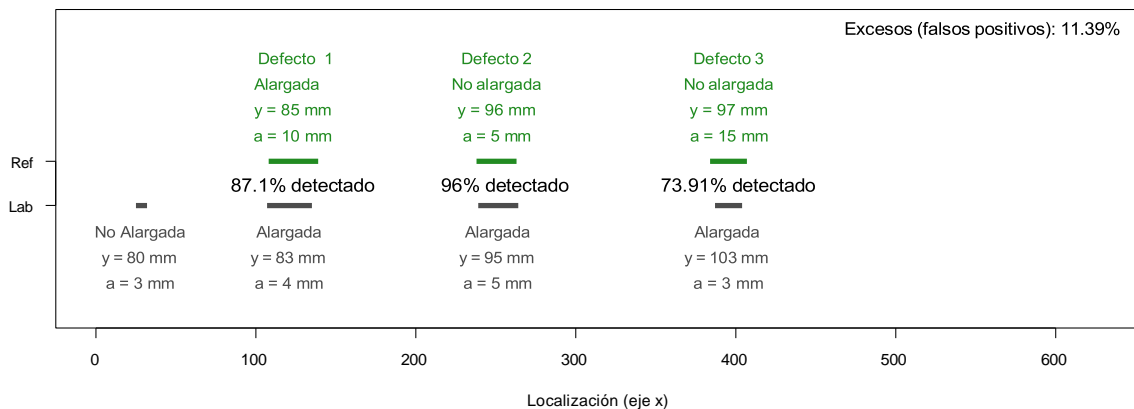 Excesos (falsos positivos): 11.39%
Defecto 1
Alargada
y = 85 mm
a = 10 mm
Defecto 2
No alargada
y = 96 mm
a = 5 mm
Defecto 3
No alargada
y = 97 mm
a = 15 mm
Ref
87.1% detectado
96% detectado
73.91% detectado
Lab
No Alargada
y = 80 mm
a = 3 mm
Alargada
y = 83 mm
a = 4 mm
Alargada
y = 95 mm
a = 5 mm
Alargada
y = 103 mm
a = 3 mm
0 100 200 300 400 500 600
Localización (eje x)